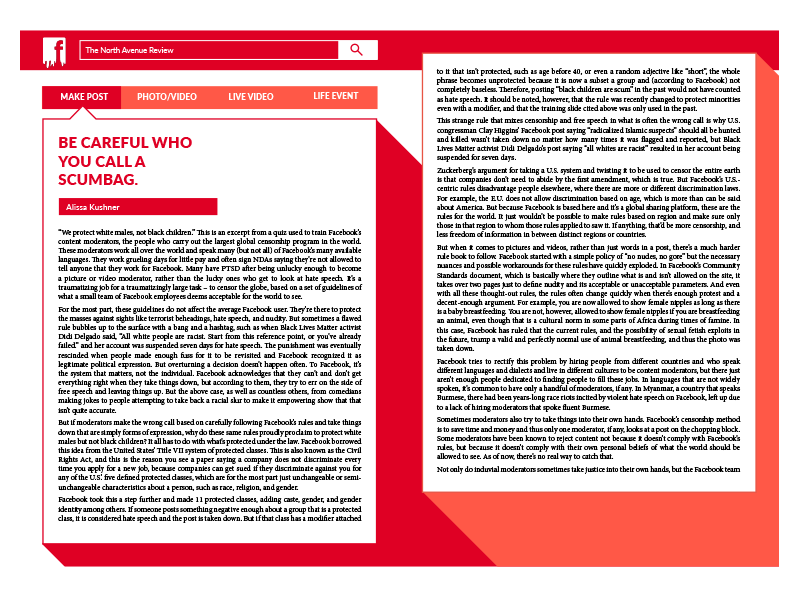 f
The North Avenue Review
MAKE POST
PHOTO/VIDEO
LIVE VIDEO
LIFE EVENT
BE CAREFUL WHO
YOU CALL A
SCUMBAG.
Alissa Kushner
“We protect white males, not black children.” This is an excerpt from a quiz used to train Facebook's
content moderators, the people who carry out the largest global censorship program in the world.
These moderators work all over the world and speak many (but not all) of Facebook's many available
languages. They work grueling days for little pay and often sign NDAs saying they're not allowed to
tell anyone that they work for Facebook. Many have PTSD after being unlucky enough to become
a picture or video moderator, rather than the lucky ones who get to look at hate speech. It's a
traumatizing job for a traumatizingly large task – to censor the globe, based on a set of guidelines of
what a small team of Facebook employees deems acceptable for the world to see.
For the most part, these guidelines do not affect the average Facebook user. They're there to protect
the masses against sights like terrorist beheadings, hate speech, and nudity. But sometimes a flawed
rule bubbles up to the surface with a bang and a hashtag, such as when Black Lives Matter activist
Didi Delgado said, “All white people are racist. Start from this reference point, or you've already
failed” and her account was suspended seven days for hate speech. The punishment was eventually
rescinded when people made enough fuss for it to be revisited and Facebook recognized it as
legitimate political expression. But overturning a decision doesn't happen often. To Facebook, it's
the system that matters, not the individual. Facebook acknowledges that they can't and don't get
everything right when they take things down, but according to them, they try to err on the side of
free speech and leaving things up. But the above case, as well as countless others, from comedians
making jokes to people attempting to take back a racial slur to make it empowering show that that
isn't quite accurate.
But if moderators make the wrong call based on carefully following Facebook's rules and take things
down that are simply forms of expression, why do these same rules proudly proclaim to protect white
males but not black children? It all has to do with what's protected under the law. Facebook borrowed
this idea from the United States' Title VII system of protected classes. This is also known as the Civil
Rights Act, and this is the reason you see a paper saying a company does not discriminate every
time you apply for a new job, because companies can get sued if they discriminate against you for
any of the U.S.' five defined protected classes, which are for the most part just unchangeable or semi-
unchangeable characteristics about a person, such as race, religion, and gender.
Facebook took this a step further and made 11 protected classes, adding caste, gender, and gender
identity among others. If someone posts something negative enough about a group that is a protected
class, it is considered hate speech and the post is taken down. But if that class has a modifier attached
to it that isn't protected, such as age before 40, or even a random adjective like “short”, the whole
phrase becomes unprotected because it is now a subset a group and (according to Facebook) not
completely baseless. Therefore, posting “black children are scum” in the past would not have counted
as hate speech. It should be noted, however, that the rule was recently changed to protect minorities
even with a modifier, and that the training slide cited above was only used in the past.
This strange rule that mixes censorship and free speech in what is often the wrong call is why U.S.
congressman Clay Higgins' Facebook post saying “radicalized Islamic suspects” should all be hunted
and killed wasn't taken down no matter how many times it was flagged and reported, but Black
Lives Matter activist Didi Delgado's post saying “all whites are racist” resulted in her account being
suspended for seven days.
Zuckerberg's argument for taking a U.S. system and twisting it to be used to censor the entire earth
is that companies don't need to abide by the first amendment, which is true. But Facebook's U.S.-
centric rules disadvantage people elsewhere, where there are more or different discrimination laws.
For example, the E.U. does not allow discrimination based on age, which is more than can be said
about America. But because Facebook is based here and it's a global sharing platform, these are the
rules for the world. It just wouldn't be possible to make rules based on region and make sure only
those in that region to whom those rules applied to saw it. If anything, that'd be more censorship, and
less freedom of information in between distinct regions or countries.
But when it comes to pictures and videos, rather than just words in a post, there's a much harder
rule book to follow. Facebook started with a simple policy of “no nudes, no gore” but the necessary
nuances and possible workarounds for these rules have quickly exploded. In Facebook's Community
Standards document, which is basically where they outline what is and isn't allowed on the site, it
takes over two pages just to define nudity and its acceptable or unacceptable parameters. And even
with all these thought-out rules, the rules often change quickly when there's enough protest and a
decent-enough argument. For example, you are now allowed to show female nipples as long as there
is a baby breastfeeding. You are not, however, allowed to show female nipples if you are breastfeeding
an animal, even though that is a cultural norm in some parts of Africa during times of famine. In
this case, Facebook has ruled that the current rules, and the possibility of sexual fetish exploits in
the future, trump a valid and perfectly normal use of animal breastfeeding, and thus the photo was
taken down.
Facebook tries to rectify this problem by hiring people from different countries and who speak
different languages and dialects and live in different cultures to be content moderators, but there just
aren't enough people dedicated to finding people to fill these jobs. In languages that are not widely
spoken, it's common to have only a handful of moderators, if any. In Myanmar, a country that speaks
Burmese, there had been years-long race riots incited by violent hate speech on Facebook, left up due
to a lack of hiring moderators that spoke fluent Burmese.
Sometimes moderators also try to take things into their own hands. Facebook's censorship method
is to save time and money and thus only one moderator, if any, looks at a post on the chopping block.
Some moderators have been known to reject content not because it doesn't comply with Facebook's
rules, but because it doesn't comply with their own personal beliefs of what the world should be
allowed to see. As of now, there's no real way to catch that.
Not only do induvial moderators sometimes take justice into their own hands, but the Facebook team